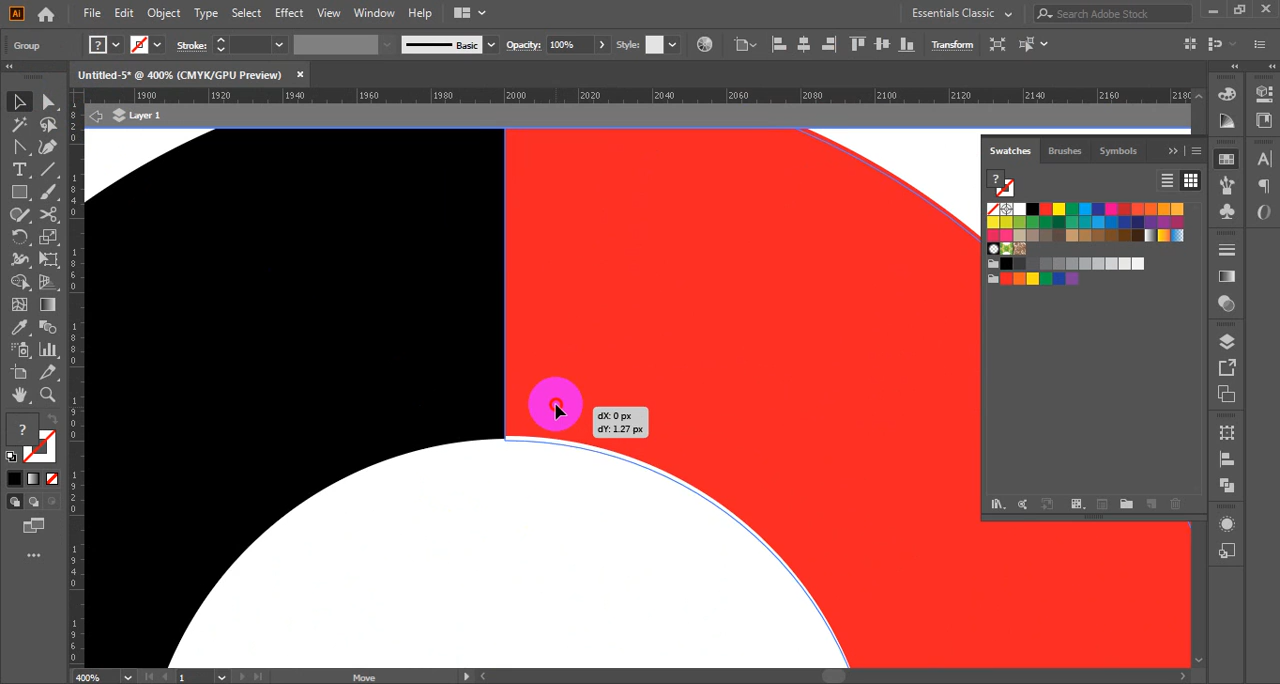 Ai File Edit Object Type Select Effect View Window Help Essentials Classic Search Adobe Stock
Group ? Stroke: Basic Opacity: 100% Style: Transform
Untitled-5* @ 400% (CMYK/GPU Preview)
1900 1920 1940 1960 1980 2000 2020 2040 2060 2080 2100 2120 2140 2160 2180
Layer 1
Swatches Brushes Symbols
?
dX: 0 px
dY: 1.27 px
?
400% 1 Move